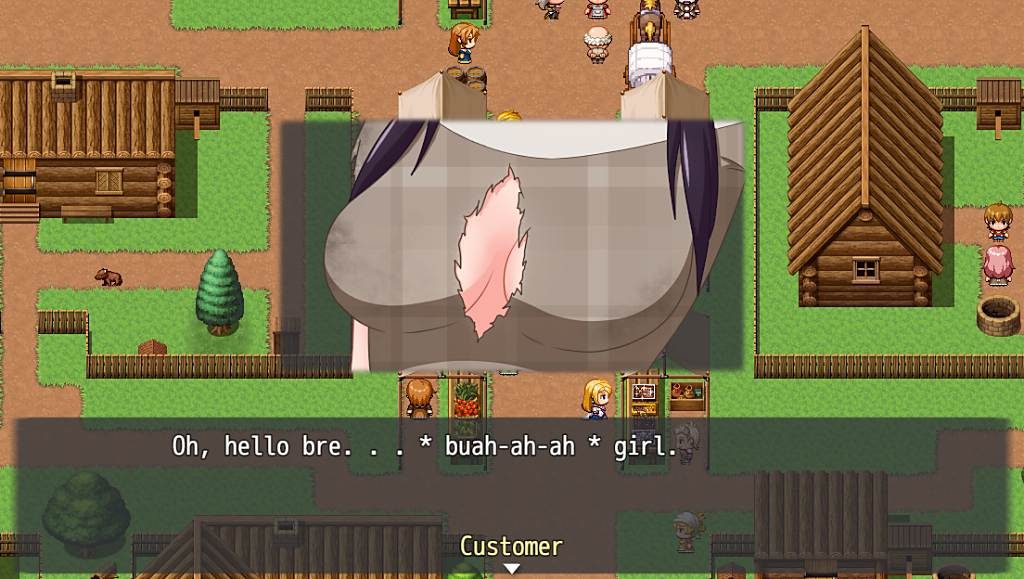 Oh, hello bre. . . * buah-ah-ah * girl.
Customer